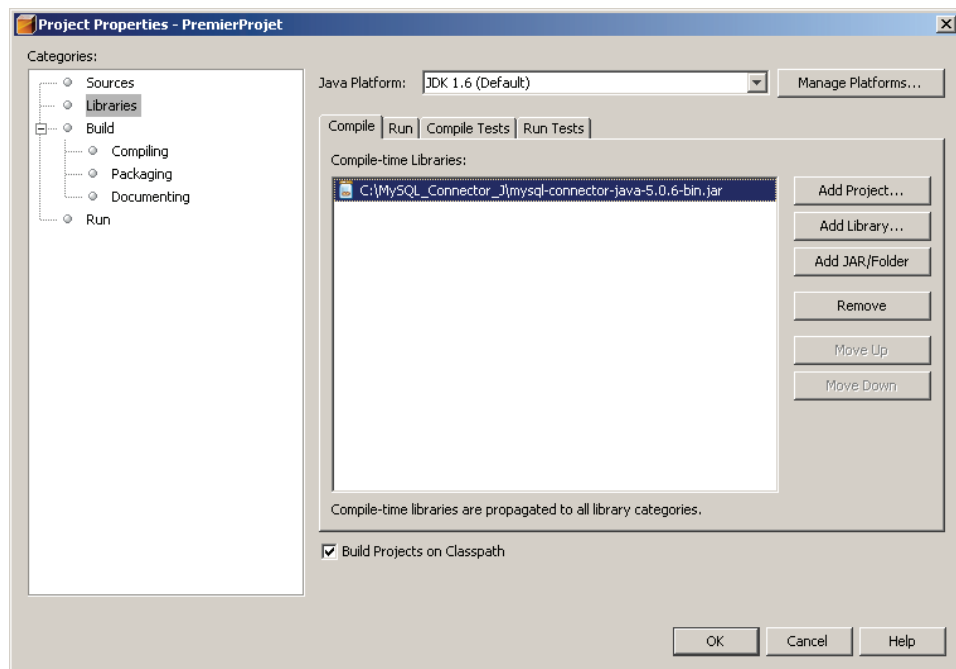 Project Properties - PremierProjet
Categories:
Sources
Libraries
Build
Compiling
Packaging
Documenting
Run
Java Platform: JDK 1.6 (Default) Manage Platforms...
Compile Run Compile Tests Run Tests
Compile-time Libraries:
C:\MySQL_Connector_J\mysql-connector-java-5.0.6-bin.jar
Add Project...
Add Library...
Add JAR/Folder
Remove
Move Up
Move Down
Compile-time libraries are propagated to all library categories.
Build Projects on Classpath
OK Cancel Help